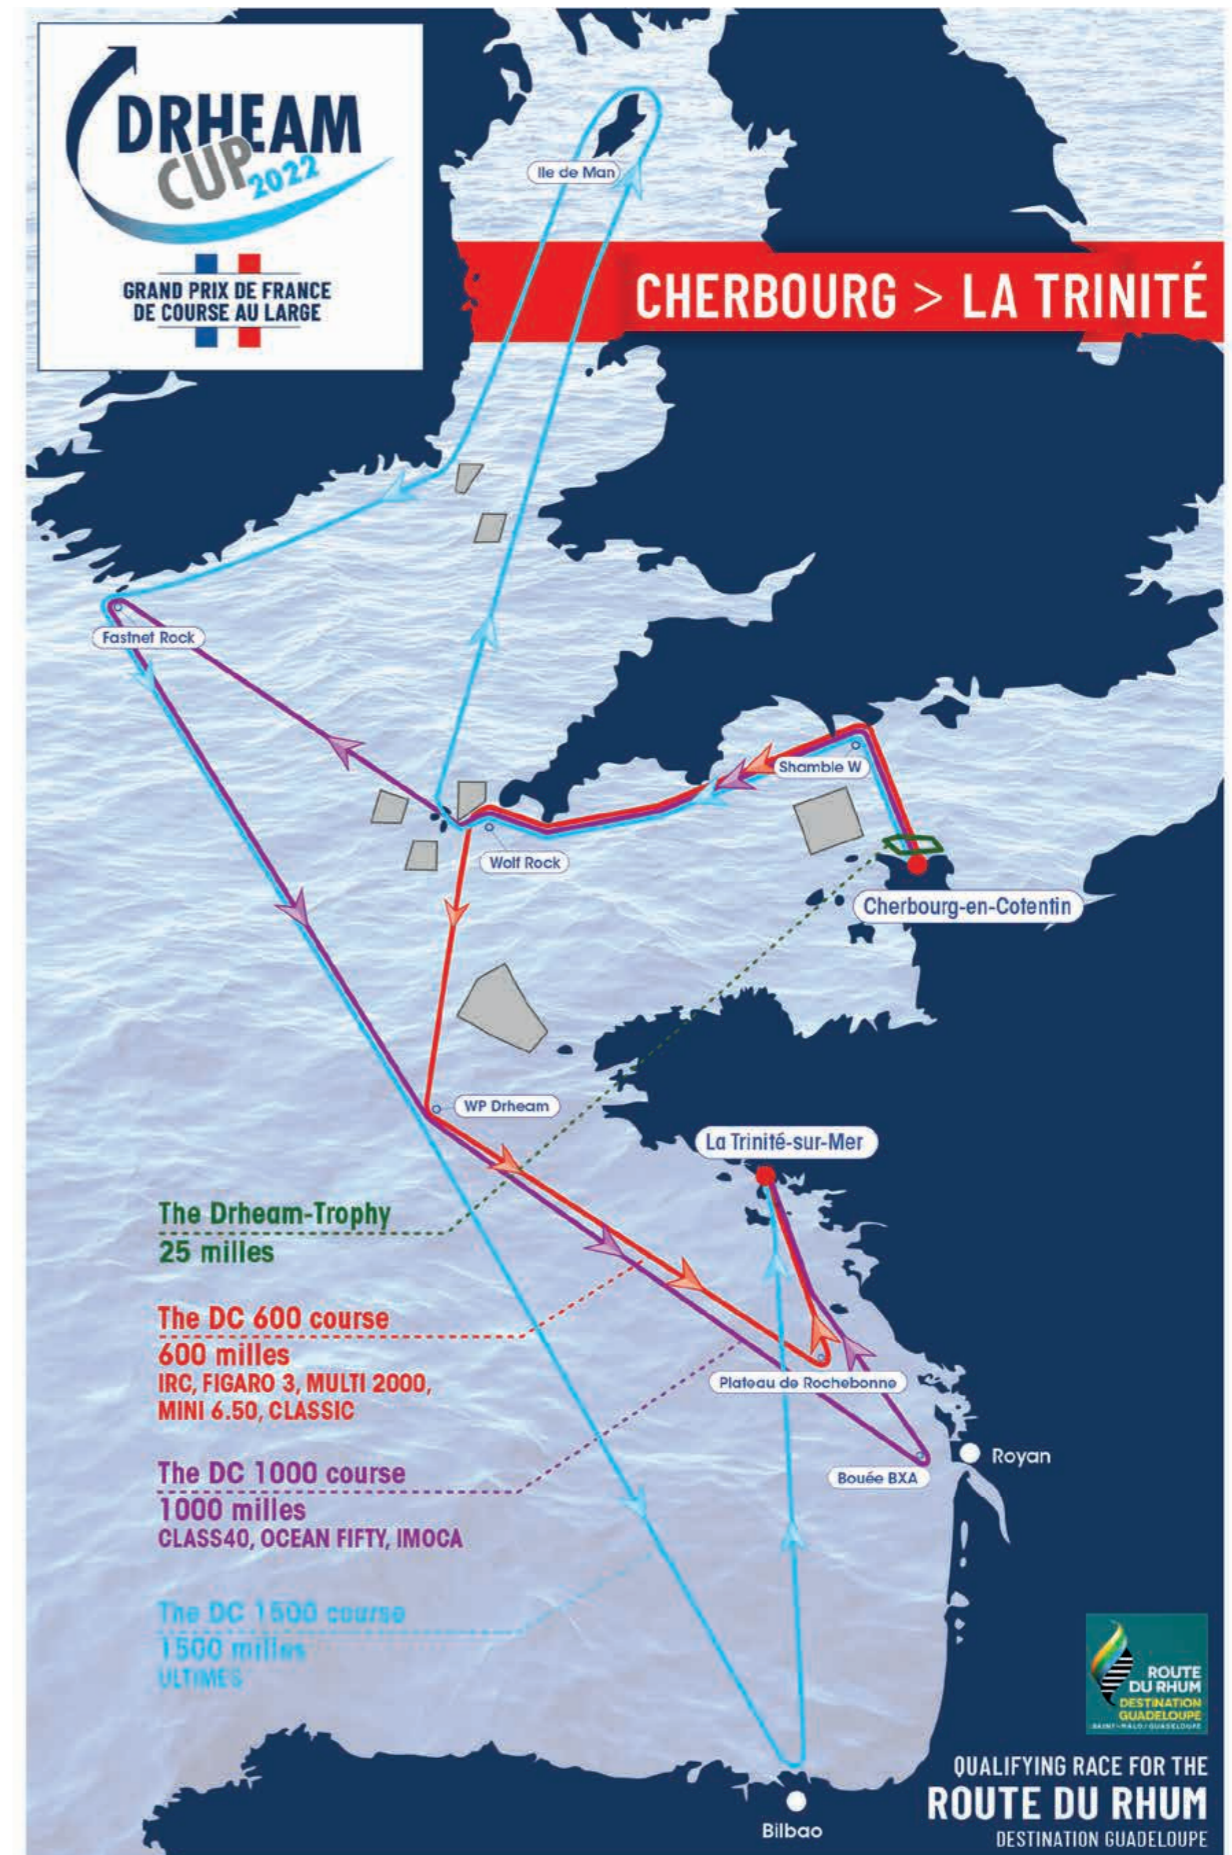 DRHEAM
CUP 2022
GRAND PRIX DE FRANCE
DE COURSE AU LARGE
Ile de Man
CHERBOURG > LA TRINITÉ
Fastnet Rock
Shamble W
Wolf Rock
Cherbourg-en-Cotentin
WP Drheam
La Trinité-sur-Mer
The Drheam-Trophy
25 milles
The DC 600 course
600 milles
IRC, FIGARO 3, MULTI 2000,
MINI 6.50, CLASSIC
Plateau de Rochebonne
Royan
Bouée BXA
The DC 1000 course
1000 milles
CLASS40, OCEAN FIFTY, IMOCA
The DC 1500 course
1500 milles
ULTIMES
ROUTE
DU RHUM
DESTINATION
GUADELOUPE
SAINT-MALO/GUADELOUPE
QUALIFYING RACE FOR THE
ROUTE DU RHUM
DESTINATION GUADELOUPE
Bilbao